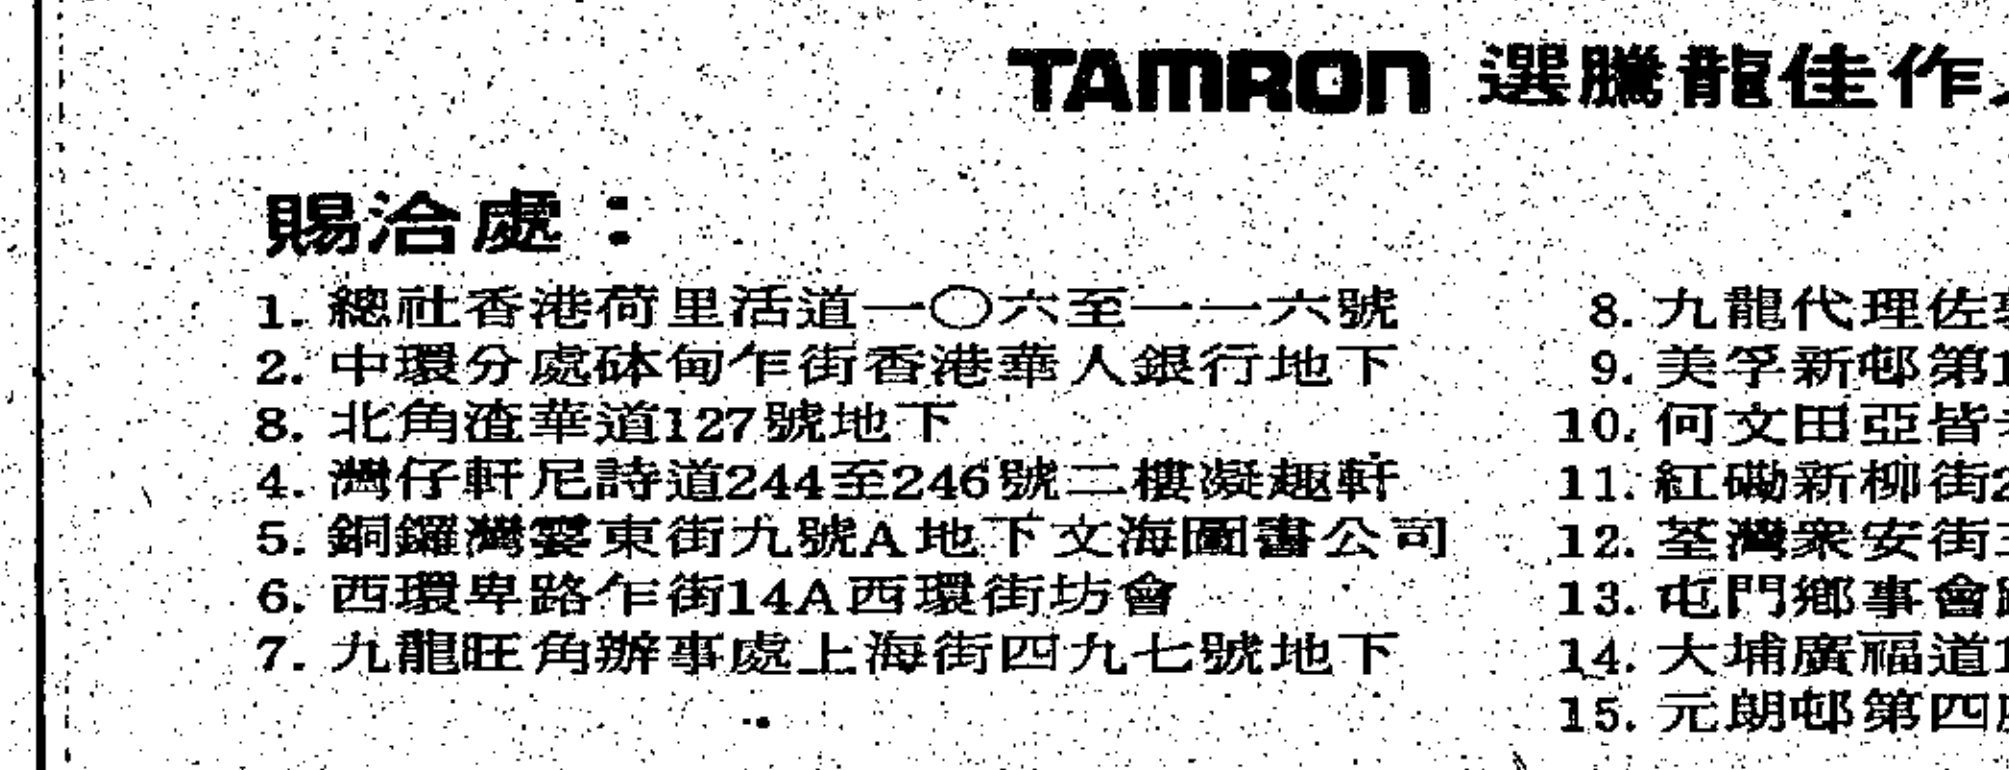 TAMRON 選騰龍佳作
賜洽處：
1. 總社香港荷里活道一〇六至一一六號
2. 中環分處砵甸乍街香港華人銀行地下
8. 北角渣華道127號地下
4. 灣仔軒尼詩道244至246號二樓凝趣軒
5. 銅鑼灣霎東街九號A地下文海圖書公司
6. 西環卑路乍街14A西環街坊會
7. 九龍旺角辦事處上海街四九七號地下
8. 九龍代理佐
9. 美孚新邨第1
10. 何文田亞皆
11. 紅磡新柳街2
12. 荃灣衆安街
13. 屯門鄉事會
14. 大埔廣福道1
15. 元朗邨第四